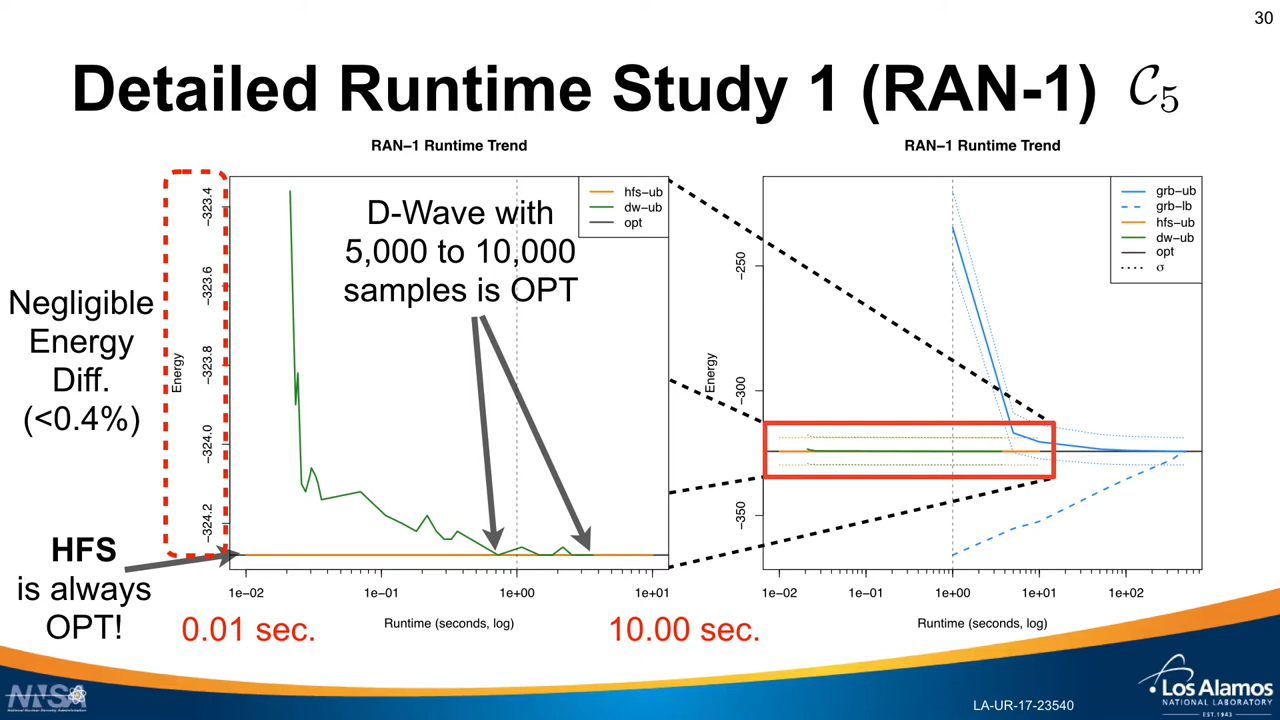 30
Detailed Runtime Study 1 (RAN-1) C5
RAN−1 Runtime Trend
−323.4
−323.6
−323.8
−324.0
−324.2
Energy
hfs-ub
dw-ub
opt
D-Wave with
5,000 to 10,000
samples is OPT
Negligible
Energy
Diff.
(<0.4%)
HFS
is always
OPT!
1e−02
1e−01
1e+00
1e+01
Runtime (seconds, log)
0.01 sec.
10.00 sec.
RAN−1 Runtime Trend
−250
−300
−350
Energy
grb-ub
grb-lb
hfs-ub
dw-ub
opt
σ
1e−02
1e−01
1e+00
1e+01
1e+02
Runtime (seconds, log)
NNSA
LA-UR-17-23540
Los Alamos
NATIONAL LABORATORY
EST.1943